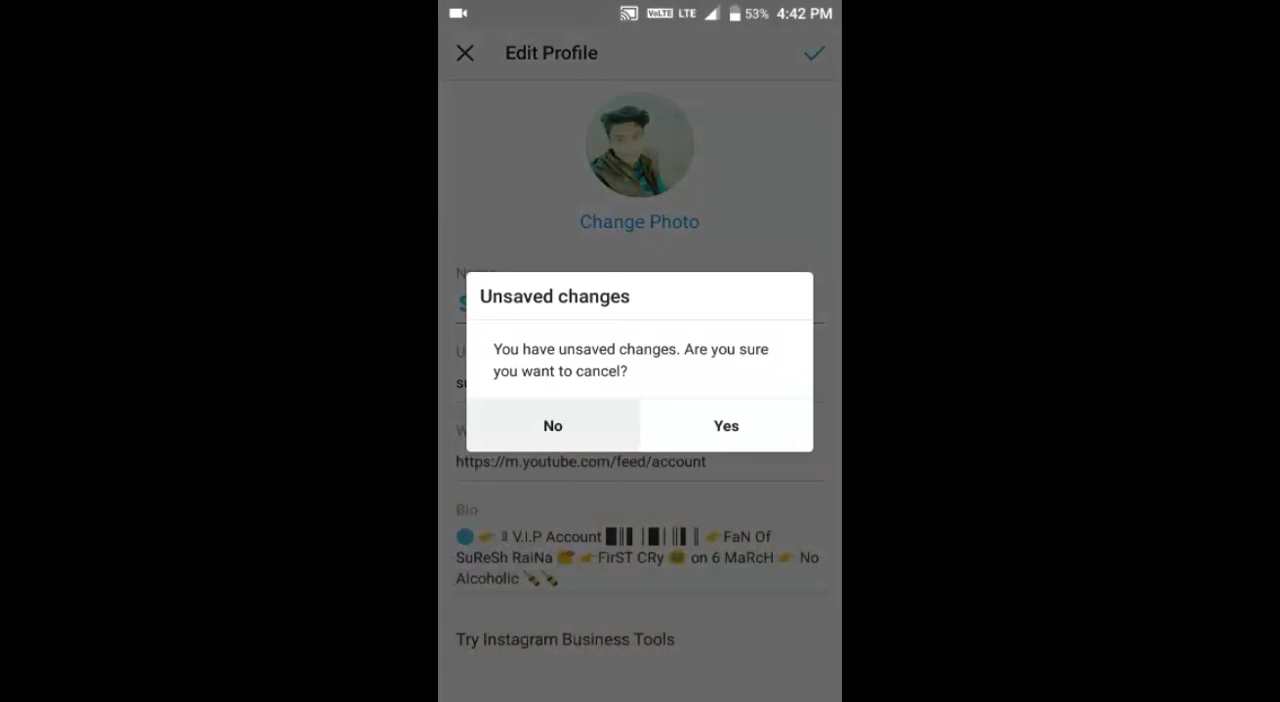 VoLTE LTE 53% 4:42 PM
Edit Profile
Change Photo
Unsaved changes
You have unsaved changes. Are you sure
you want to cancel?
No Yes
https://m.youtube.com/feed/account
Bio
V.I.P Account FaN Of
SuReSh RaiNa FirST CRy on 6 MaRcH No
Alcoholic
Try Instagram Business Tools